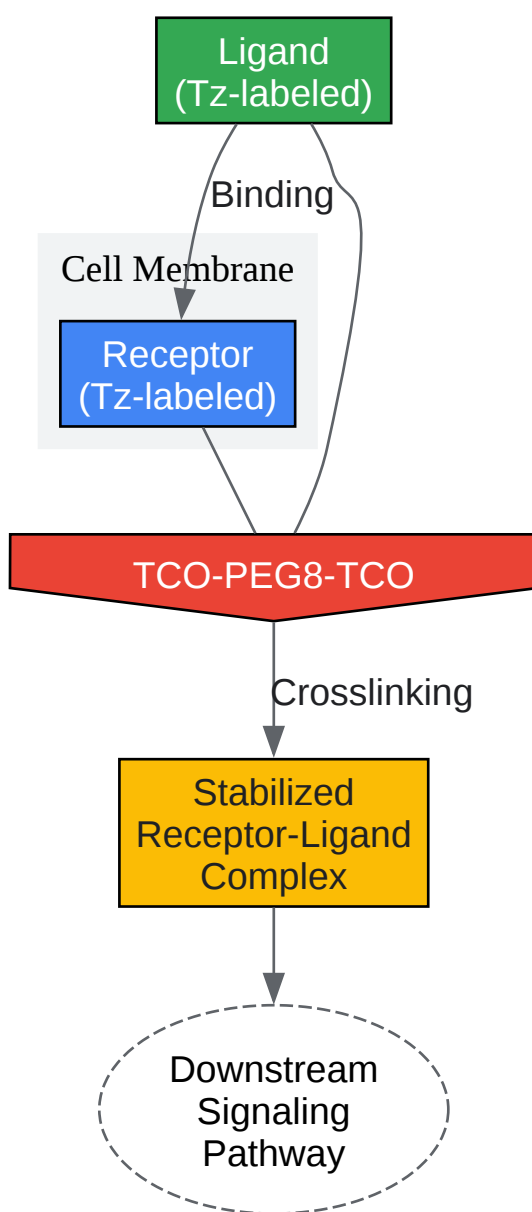 Ligand
(Tz-labeled)
Binding
Cell Membrane
Receptor
(Tz-labeled)
TCO-PEG8-TCO
Crosslinking
Stabilized
Receptor-Ligand
Complex
Downstream
Signaling
Pathway